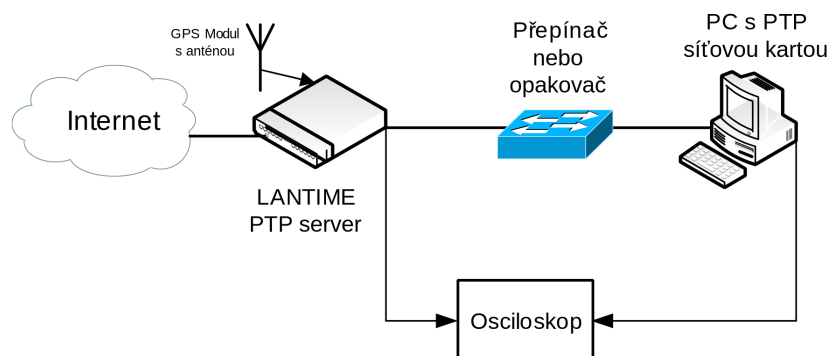 GPS Modul
s anténou
Internet
LANTIME
PTP server
Přepínač
nebo
opakovač
PC s PTP
síťovou kartou
Osciloskop